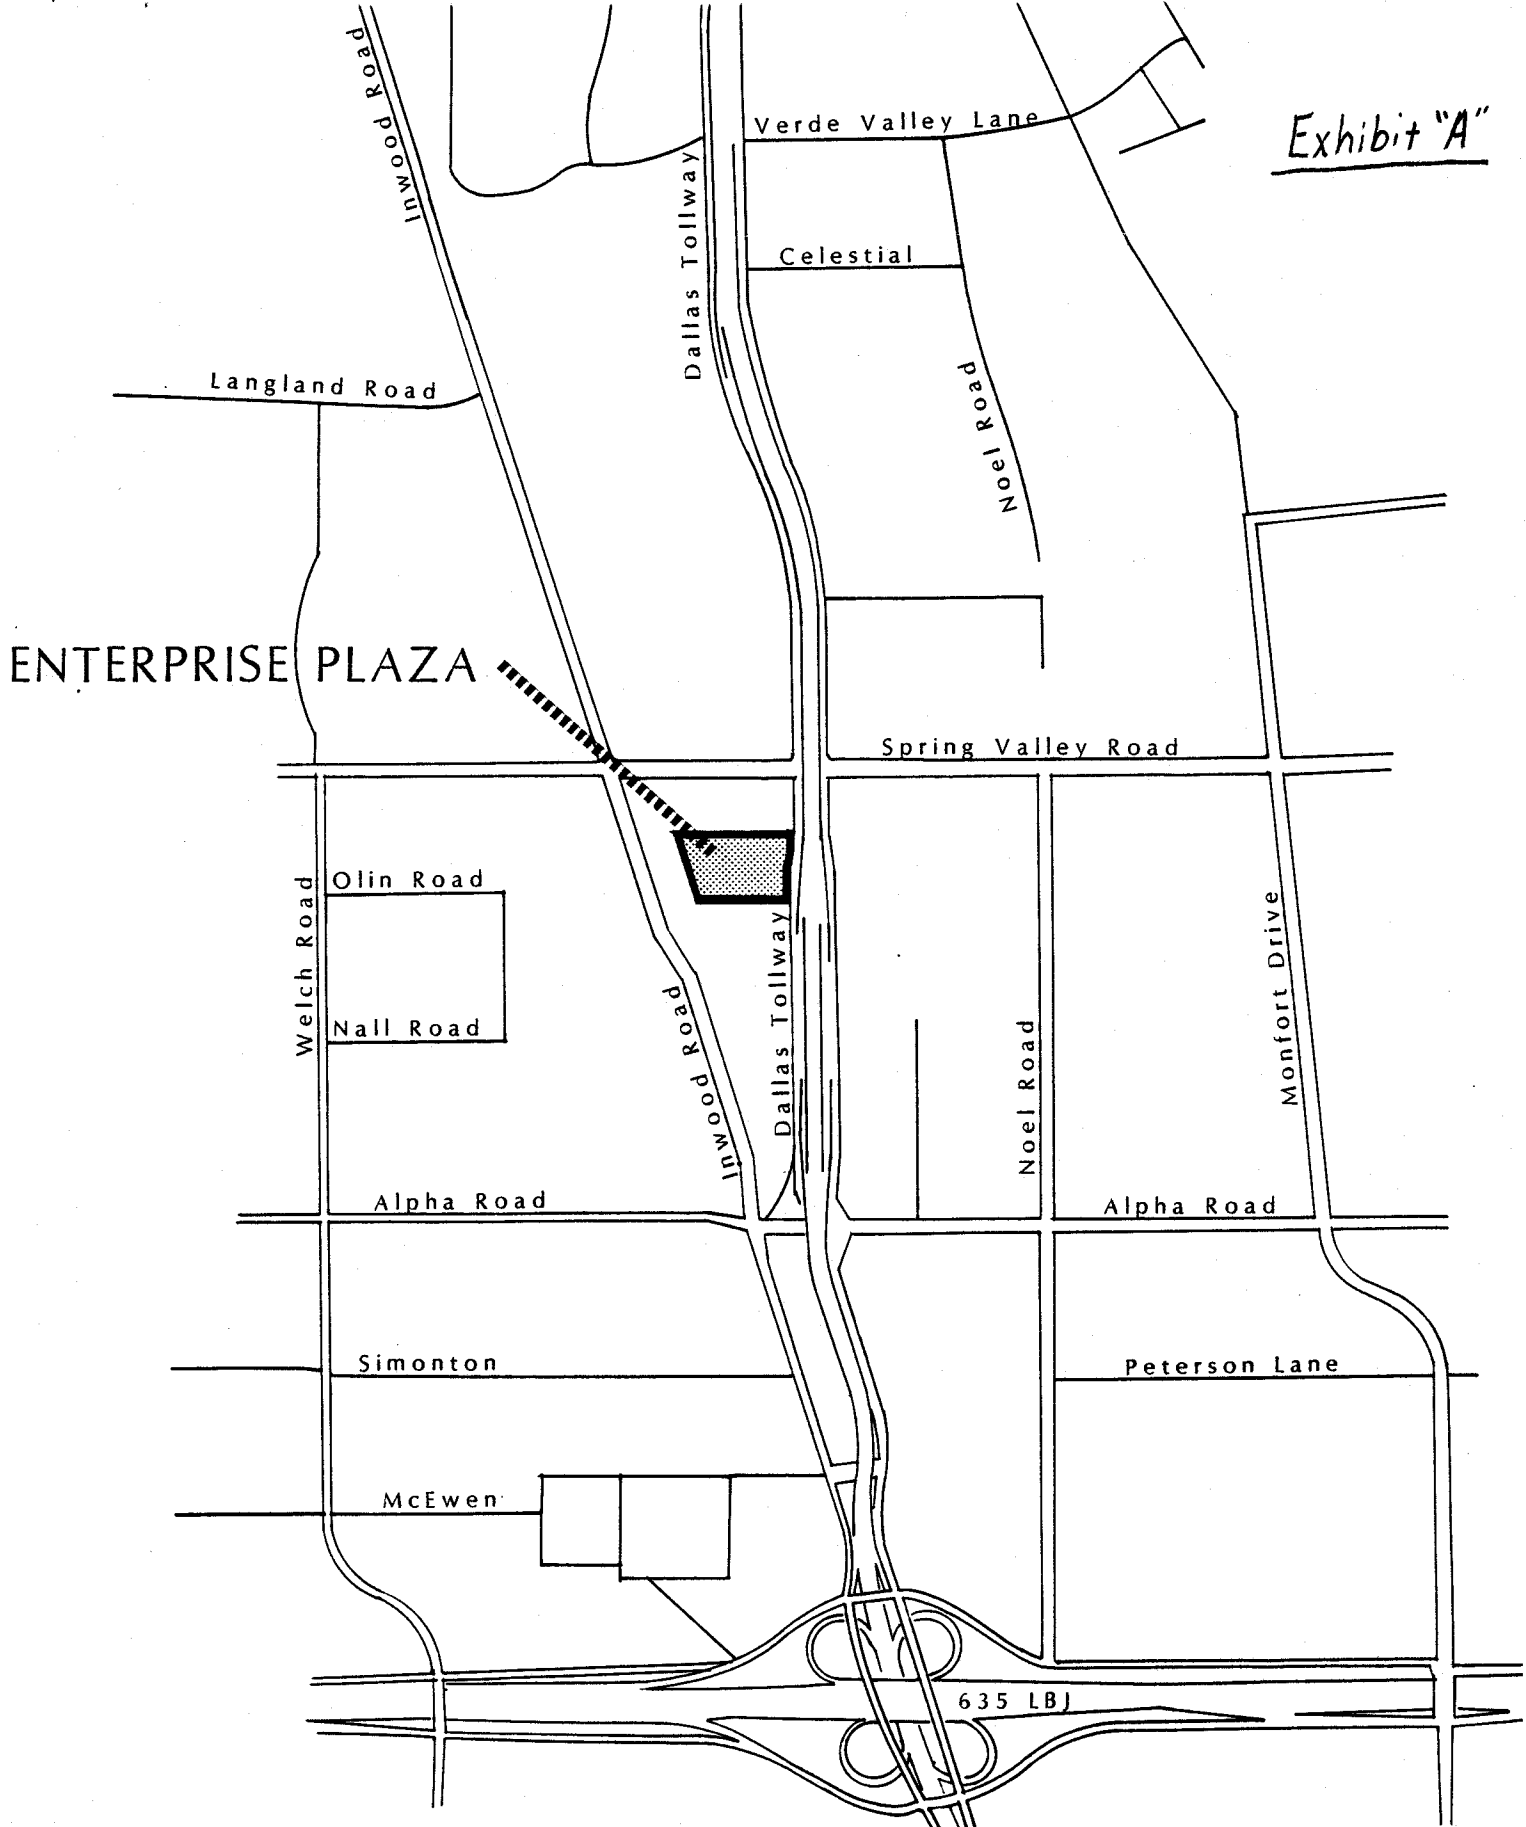 Inwood Road
Verde Valley Lane
Exhibit "A"
Dallas Tollway
Celestial
Langland Road
Noel Road
ENTERPRISE PLAZA
Spring Valley Road
Olin Road
Welch Road
Monfort Drive
Dallas Tollway
Inwood Road
Nall Road
Noel Road
Alpha Road
Alpha Road
Simonton
Peterson Lane
McEwen
635 LBJ